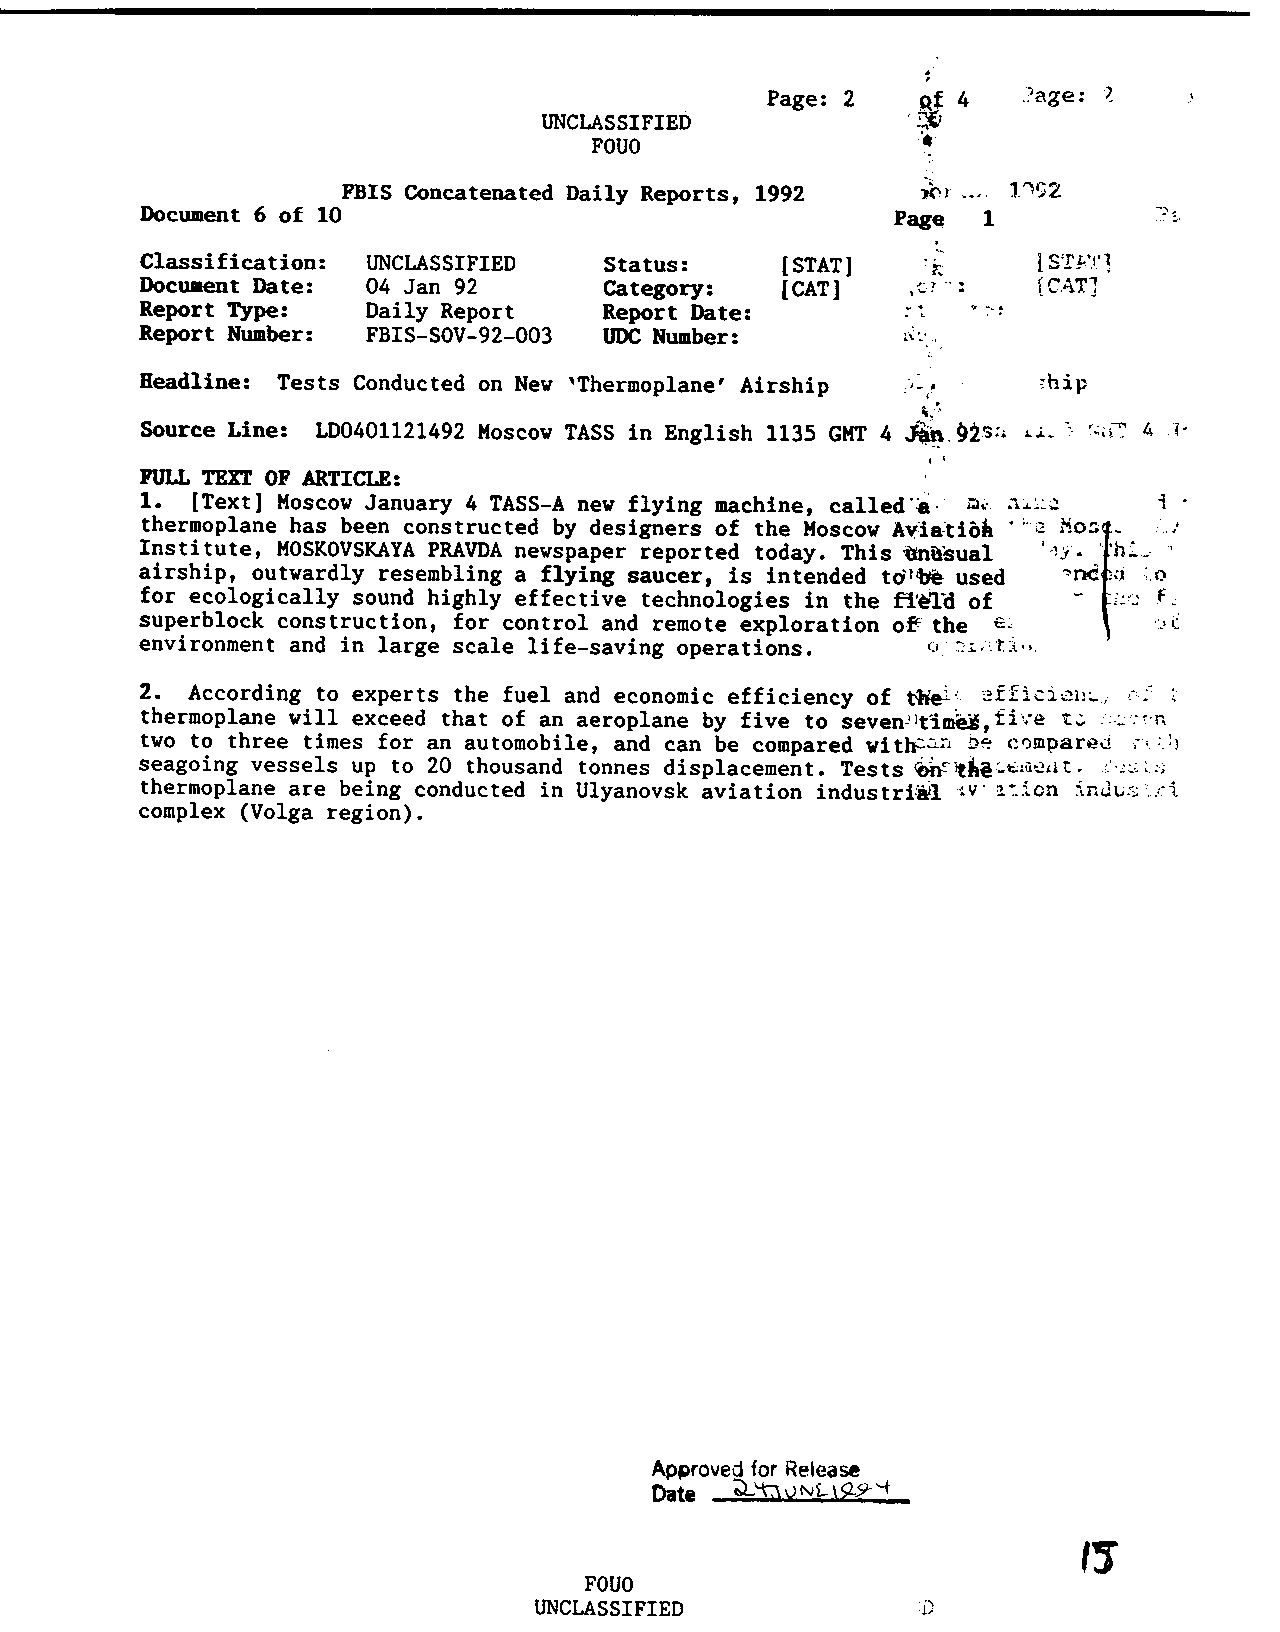 Page: 2 of 4 Page: 2
UNCLASSIFIED
FOUO
FBIS Concatenated Daily Reports, 1992 1992
Document 6 of 10 Page 1
Classification: UNCLASSIFIED Status: [STAT] [STAT]
Document Date: 04 Jan 92 Category: [CAT] [CAT]
Report Type: Daily Report Report Date:
Report Number: FBIS-SOV-92-003 UDC Number:
Headline: Tests Conducted on New 'Thermoplane' Airship ship
Source Line: LD0401121492 Moscow TASS in English 1135 GMT 4 Jan 92
FULL TEXT OF ARTICLE:
1. [Text] Moscow January 4 TASS-A new flying machine, called a
thermoplane has been constructed by designers of the Moscow Aviation
Institute, MOSKOVSKAYA PRAVDA newspaper reported today. This unusual
airship, outwardly resembling a flying saucer, is intended to be used
for ecologically sound highly effective technologies in the field of
superblock construction, for control and remote exploration of the
environment and in large scale life-saving operations.
2. According to experts the fuel and economic efficiency of the
thermoplane will exceed that of an aeroplane by five to seven times, five to
two to three times for an automobile, and can be compared with be compared
seagoing vessels up to 20 thousand tonnes displacement. Tests on the
thermoplane are being conducted in Ulyanovsk aviation industrial
complex (Volga region).
Approved for Release
Date 24JUNE1994
15
FOUO
UNCLASSIFIED